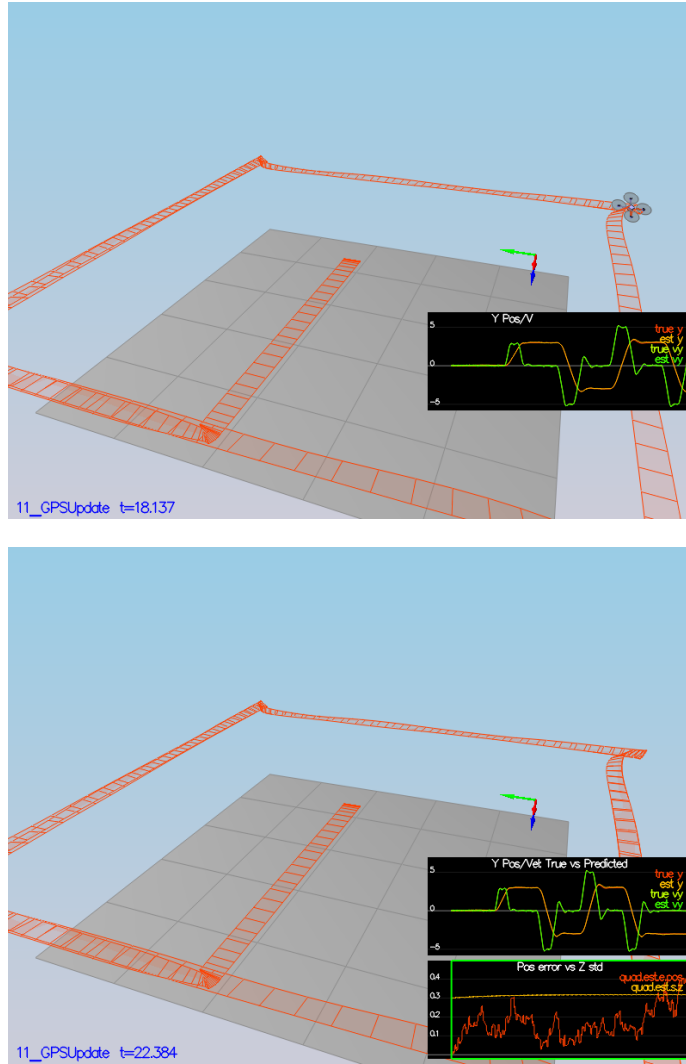 Y Pos/V
5
true y
est y
true vy
est vy
0
-5
11_GPSUpdate t=18.137
Y Pos/Vel: True vs Predicted
5
true y
est y
true vy
est vy
0
-5
Pos error vs Z std
0.4
quad.est.e.pos
quad.est.s.z
0.3
0.2
0.1
11_GPSUpdate t=22.384